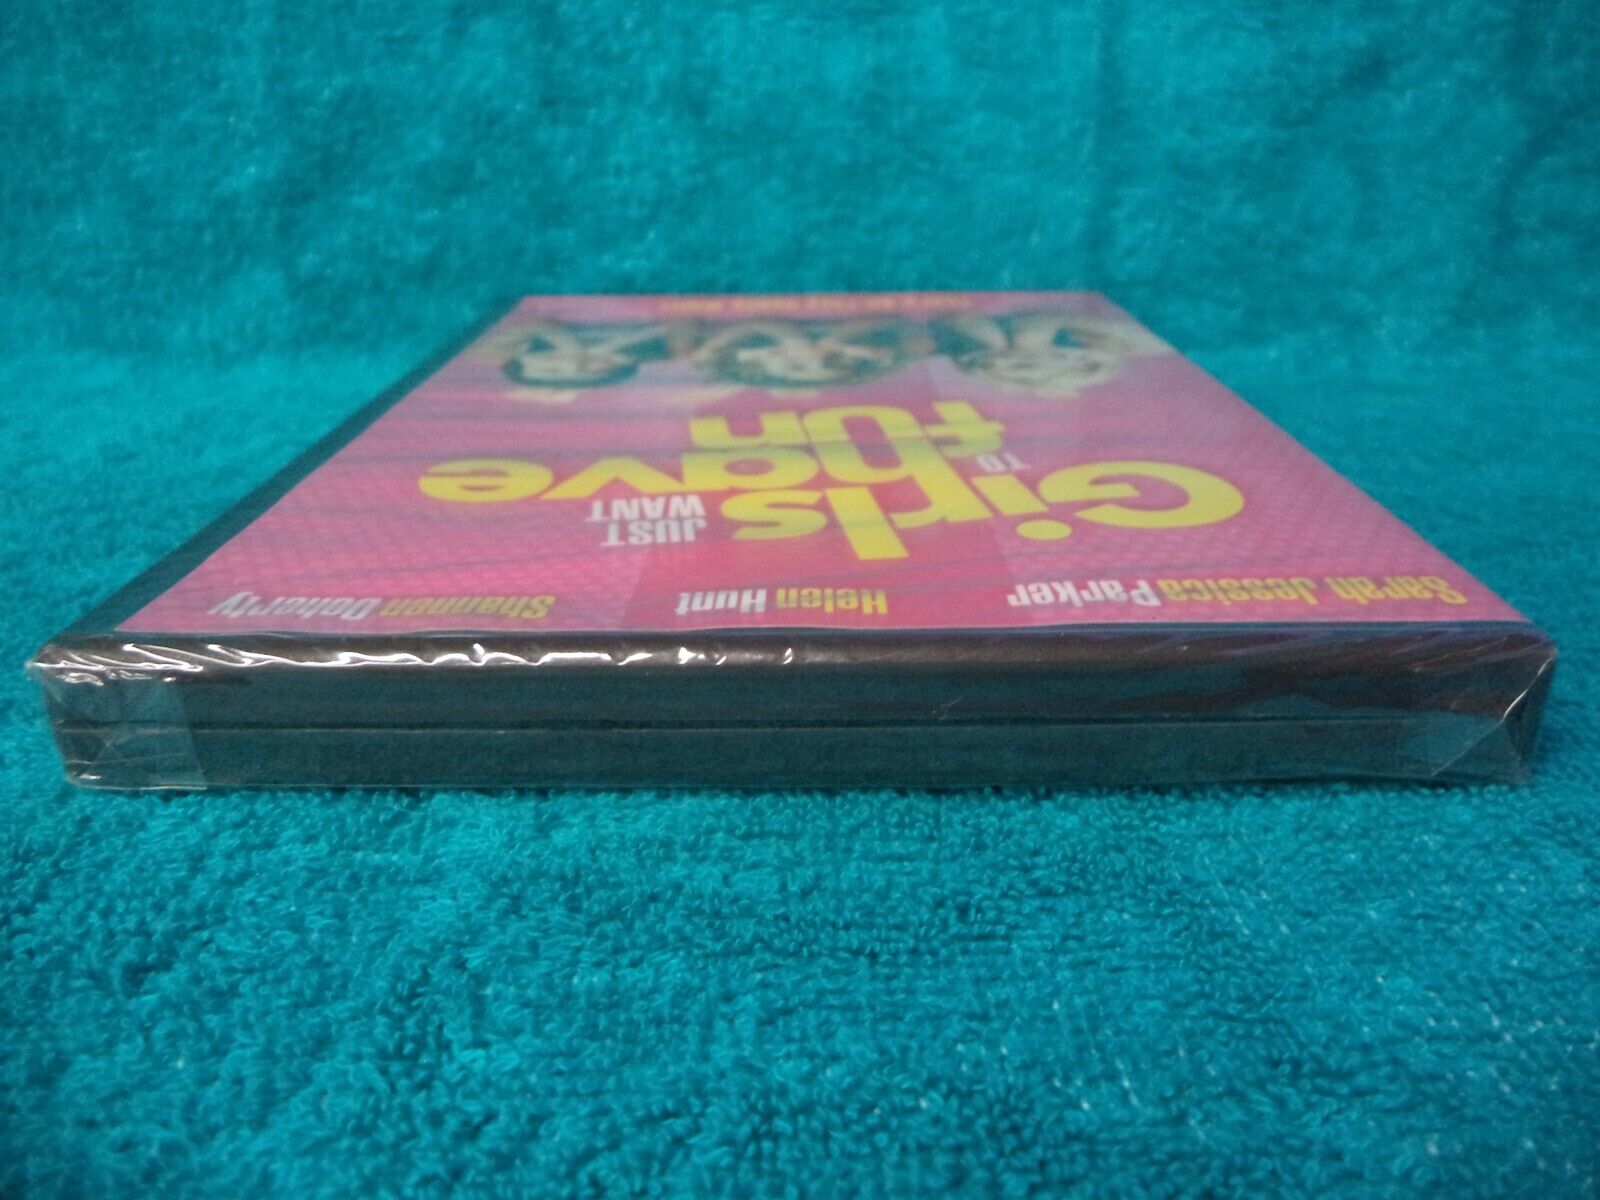 Sarah Jessica Parker Helen Hunt Shannen Doherty
Girls JUST WANT
TO have
fun